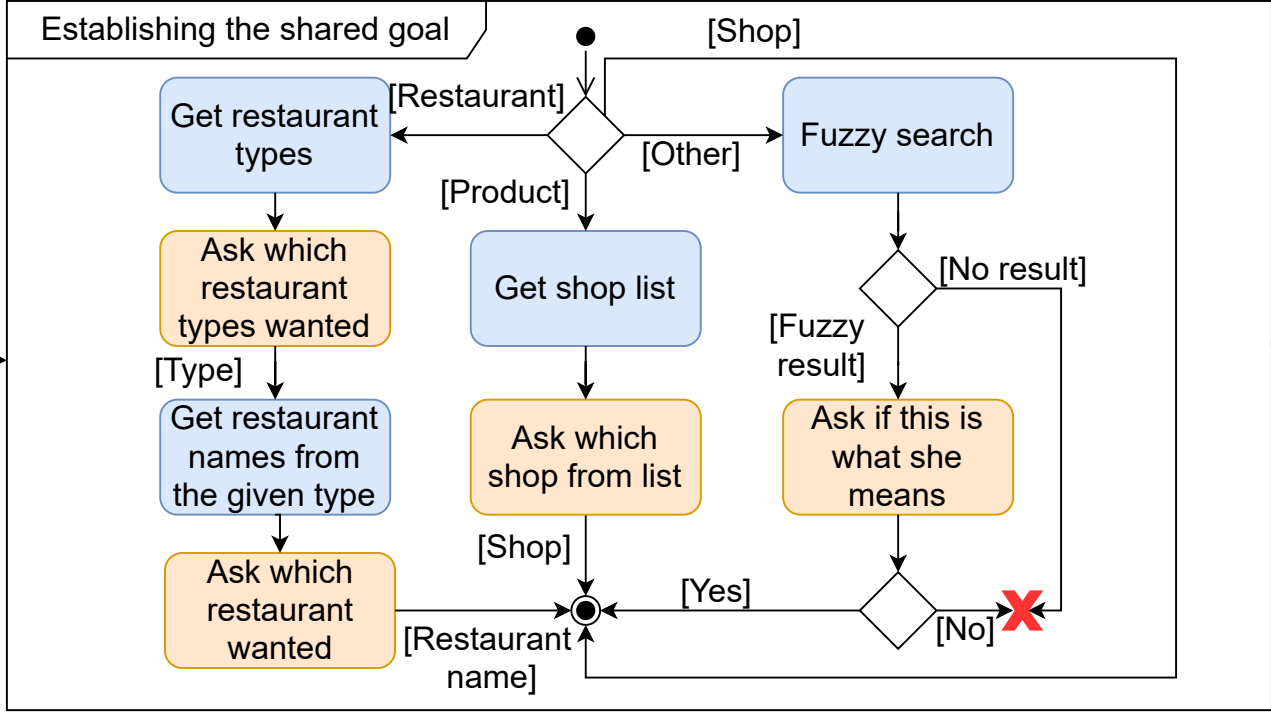 Establishing the shared goal
[Shop]
[Restaurant]
Get restaurant
types
Fuzzy search
[Other]
[Product]
Ask which
restaurant
types wanted
Get shop list
[No result]
[Fuzzy
result]
[Type]
Get restaurant
names from
the given type
Ask which
shop from list
Ask if this is
what she
means
[Shop]
Ask which
restaurant
wanted
[Yes]
[No]
[Restaurant
name]